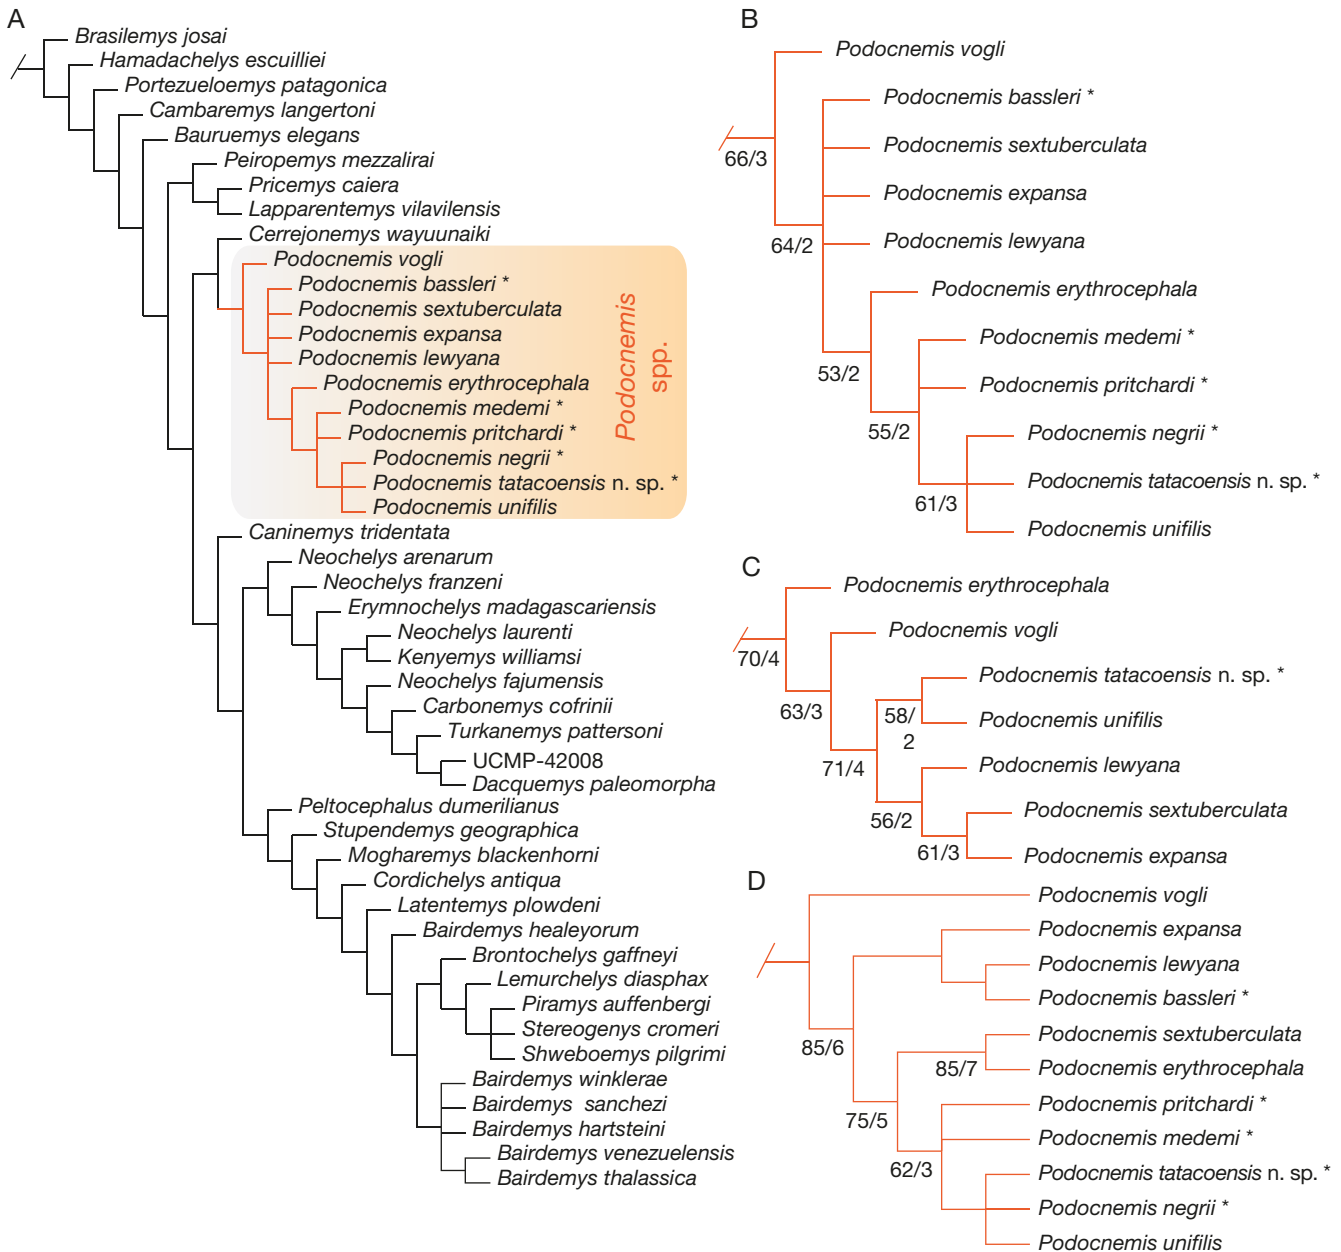 A
Brasilemys josai
Hamadachelys escuilliei
Portezueloemys patagonica
Cambaremys langertoni
Bauruemys elegans
Peiropemys mezzalirai
Pricemys caiera
Lapparentemys vilavilensis
Cerrejonemys wayuunaiki
Podocnemis vogli
Podocnemis bassleri *
Podocnemis sextuberculata
Podocnemis expansa
Podocnemis lewyana
Podocnemis erythrocephala
Podocnemis medemi *
Podocnemis pritchardi *
Podocnemis negrii *
Podocnemis tatacoensis n. sp. *
Podocnemis unifilis
Podocnemis
spp.
Caninemys tridentata
Neochelys arenarum
Neochelys franzeni
Erymnochelys madagascariensis
Neochelys laurenti
Kenyemys williamsi
Neochelys fajumensis
Carbonemys cofrinii
Turkanemys pattersoni
UCMP-42008
Dacquemys paleomorpha
Peltocephalus dumerilianus
Stupendemys geographica
Mogharemys blackenhorni
Cordichelys antiqua
Latentemys plowdeni
Bairdemys healeyorum
Brontochelys gaffneyi
Lemurchelys diasphax
Piramys auffenbergi
Stereogenys cromeri
Shweboemys pilgrimi
Bairdemys winklerae
Bairdemys sanchezi
Bairdemys hartsteini
Bairdemys venezuelensis
Bairdemys thalassica
B
Podocnemis vogli
Podocnemis bassleri *
Podocnemis sextuberculata
Podocnemis expansa
Podocnemis lewyana
Podocnemis erythrocephala
Podocnemis medemi *
Podocnemis pritchardi *
Podocnemis negrii *
Podocnemis tatacoensis n. sp. *
Podocnemis unifilis
66/3
64/2
53/2
55/2
61/3
C
Podocnemis erythrocephala
Podocnemis vogli
Podocnemis tatacoensis n. sp. *
Podocnemis unifilis
Podocnemis lewyana
Podocnemis sextuberculata
Podocnemis expansa
70/4
63/3
58/
2
71/4
56/2
61/3
D
Podocnemis vogli
Podocnemis expansa
Podocnemis lewyana
Podocnemis bassleri *
Podocnemis sextuberculata
Podocnemis erythrocephala
Podocnemis pritchardi *
Podocnemis medemi *
Podocnemis tatacoensis n. sp. *
Podocnemis negrii *
Podocnemis unifilis
85/6
85/7
75/5
62/3